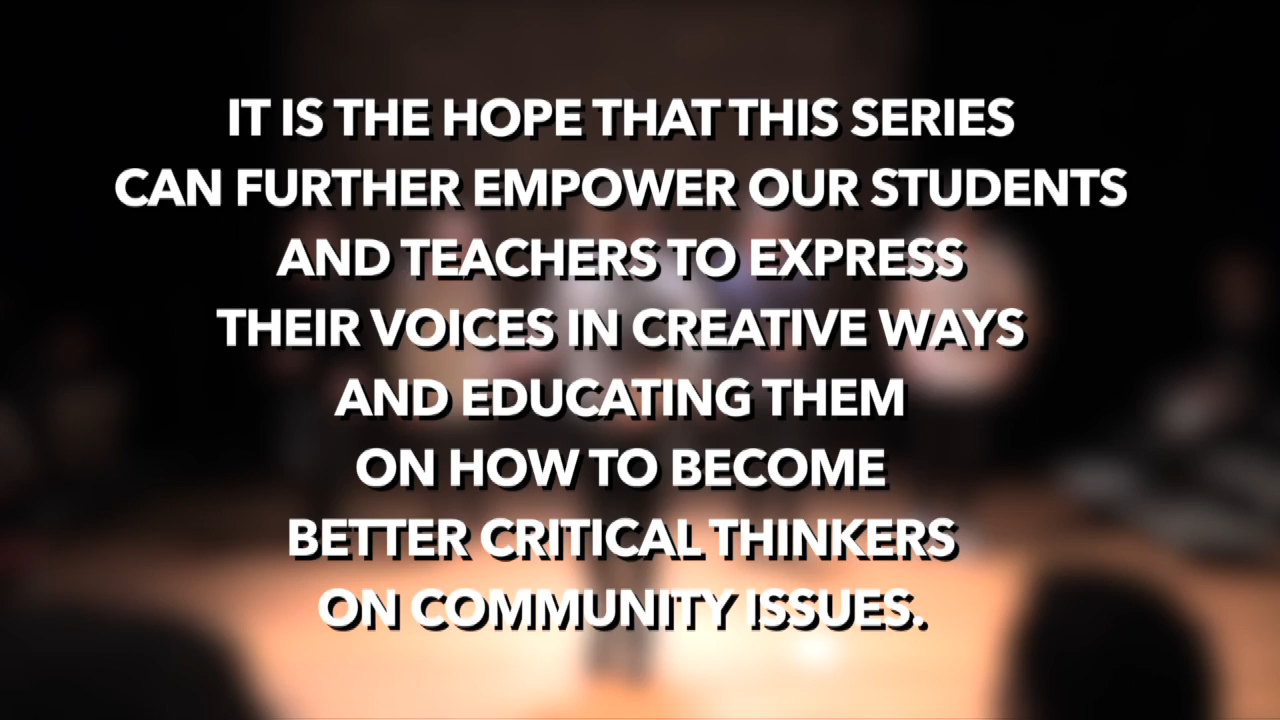 IT IS THE HOPE THAT THIS SERIES
CAN FURTHER EMPOWER OUR STUDENTS
AND TEACHERS TO EXPRESS
THEIR VOICES IN CREATIVE WAYS
AND EDUCATING THEM
ON HOW TO BECOME
BETTER CRITICAL THINKERS
ON COMMUNITY ISSUES.